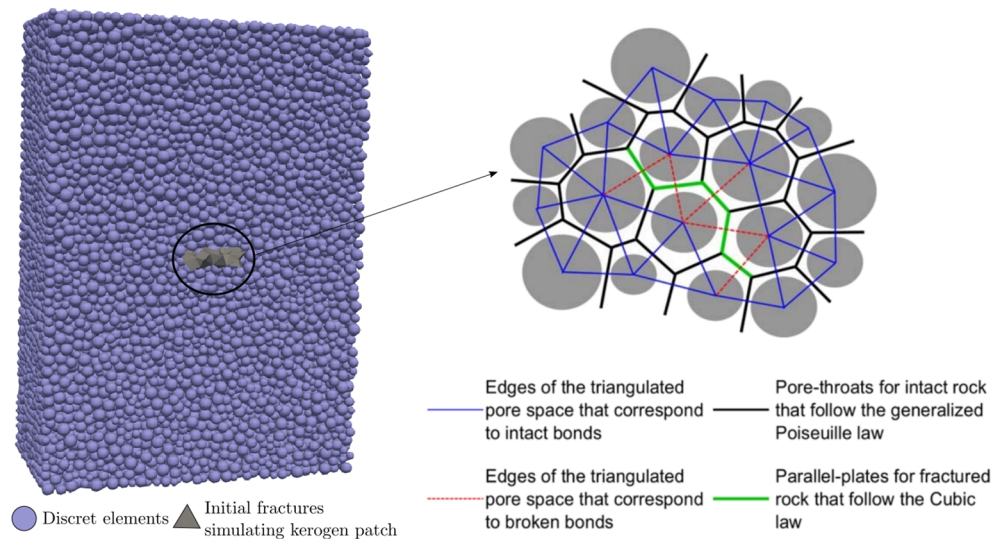 Edges of the triangulated
pore space that correspond
to intact bonds
Pore-throats for intact rock
that follow the generalized
Poiseuille law
Edges of the triangulated
pore space that correspond
to broken bonds
Parallel-plates for fractured
rock that follow the Cubic
law
Discret elements
Initial fractures
simulating kerogen patch